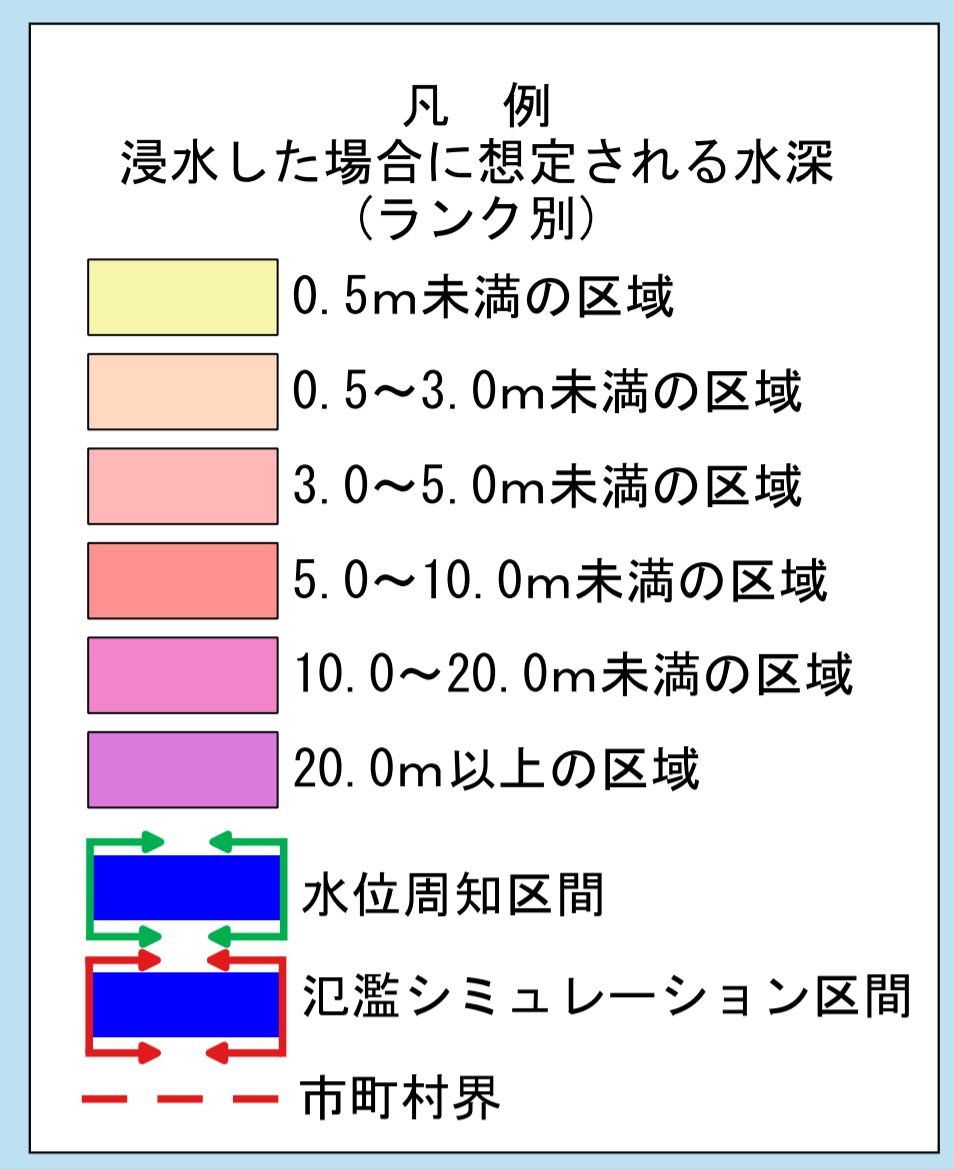 凡　例
浸水した場合に想定される水深
(ランク別)
0.5m未満の区域
0.5～3.0m未満の区域
3.0～5.0m未満の区域
5.0～10.0m未満の区域
10.0～20.0m未満の区域
20.0m以上の区域
水位周知区間
氾濫シミュレーション区間
市町村界